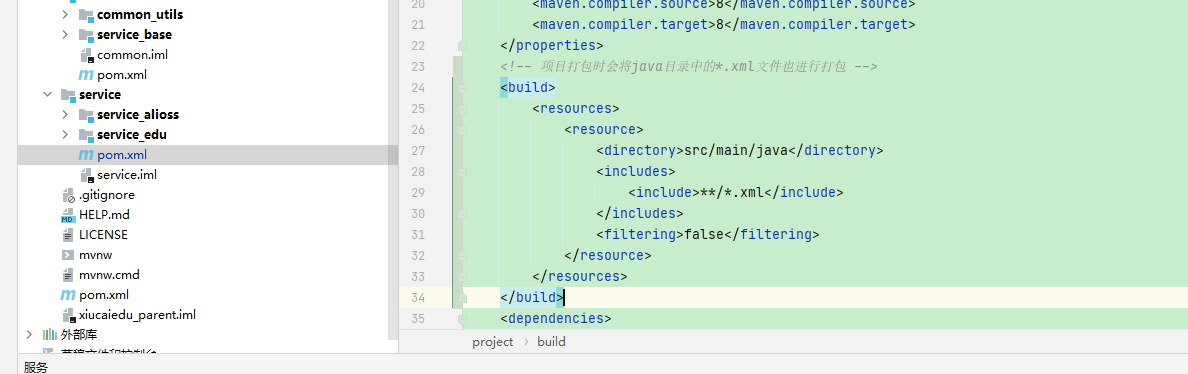 common_utils
service_base
common.iml
pom.xml
service
service_alioss
service_edu
pom.xml
service.iml
.gitignore
HELP.md
LICENSE
mvnw
mvnw.cmd
pom.xml
xiucaiedu_parent.iml
外部库
服务
20 <maven.compiler.source>8</maven.compiler.source>
21 <maven.compiler.target>8</maven.compiler.target>
22 </properties>
23 <!-- 项目打包时会将java目录中的*.xml文件也进行打包 -->
24 <build>
25 <resources>
26 <resource>
27 <directory>src/main/java</directory>
28 <includes>
29 <include>**/*.xml</include>
30 </includes>
31 <filtering>false</filtering>
32 </resource>
33 </resources>
34 </build>
35 <dependencies>
project › build